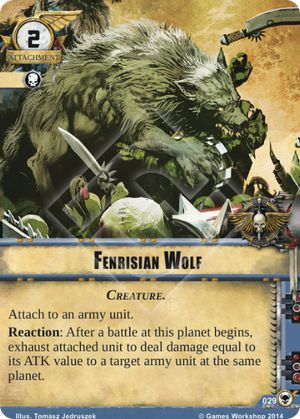 2
ATTACHMENT
FENRISIAN WOLF
CREATURE.
Attach to an army unit.
Reaction: After a battle at this planet begins,
exhaust attached unit to deal damage equal to
its ATK value to a target army unit at the same
planet.
029
Illus. Tomasz Jedruszek
© Games Workshop 2014